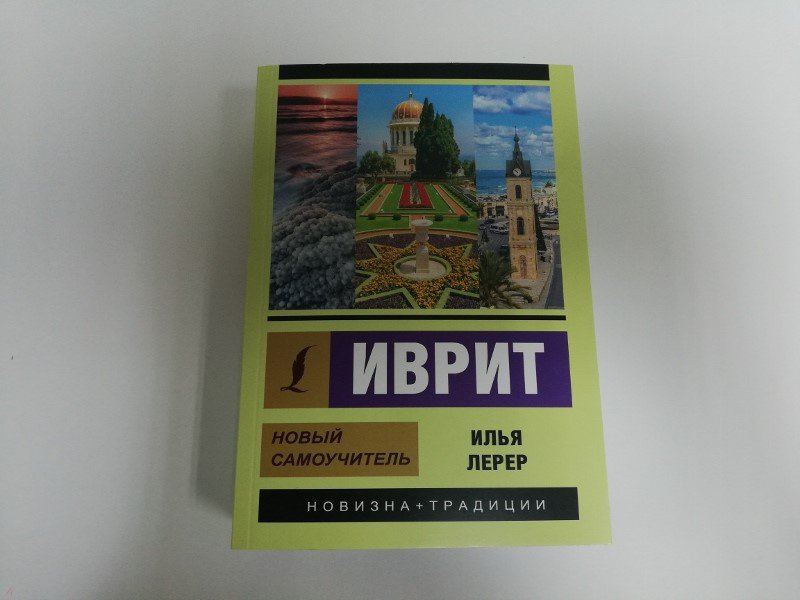 ИВРИТ
НОВЫЙ
САМОУЧИТЕЛЬ
ИЛЬЯ
ЛЕРЕР
НОВИЗНА+ТРАДИЦИИ